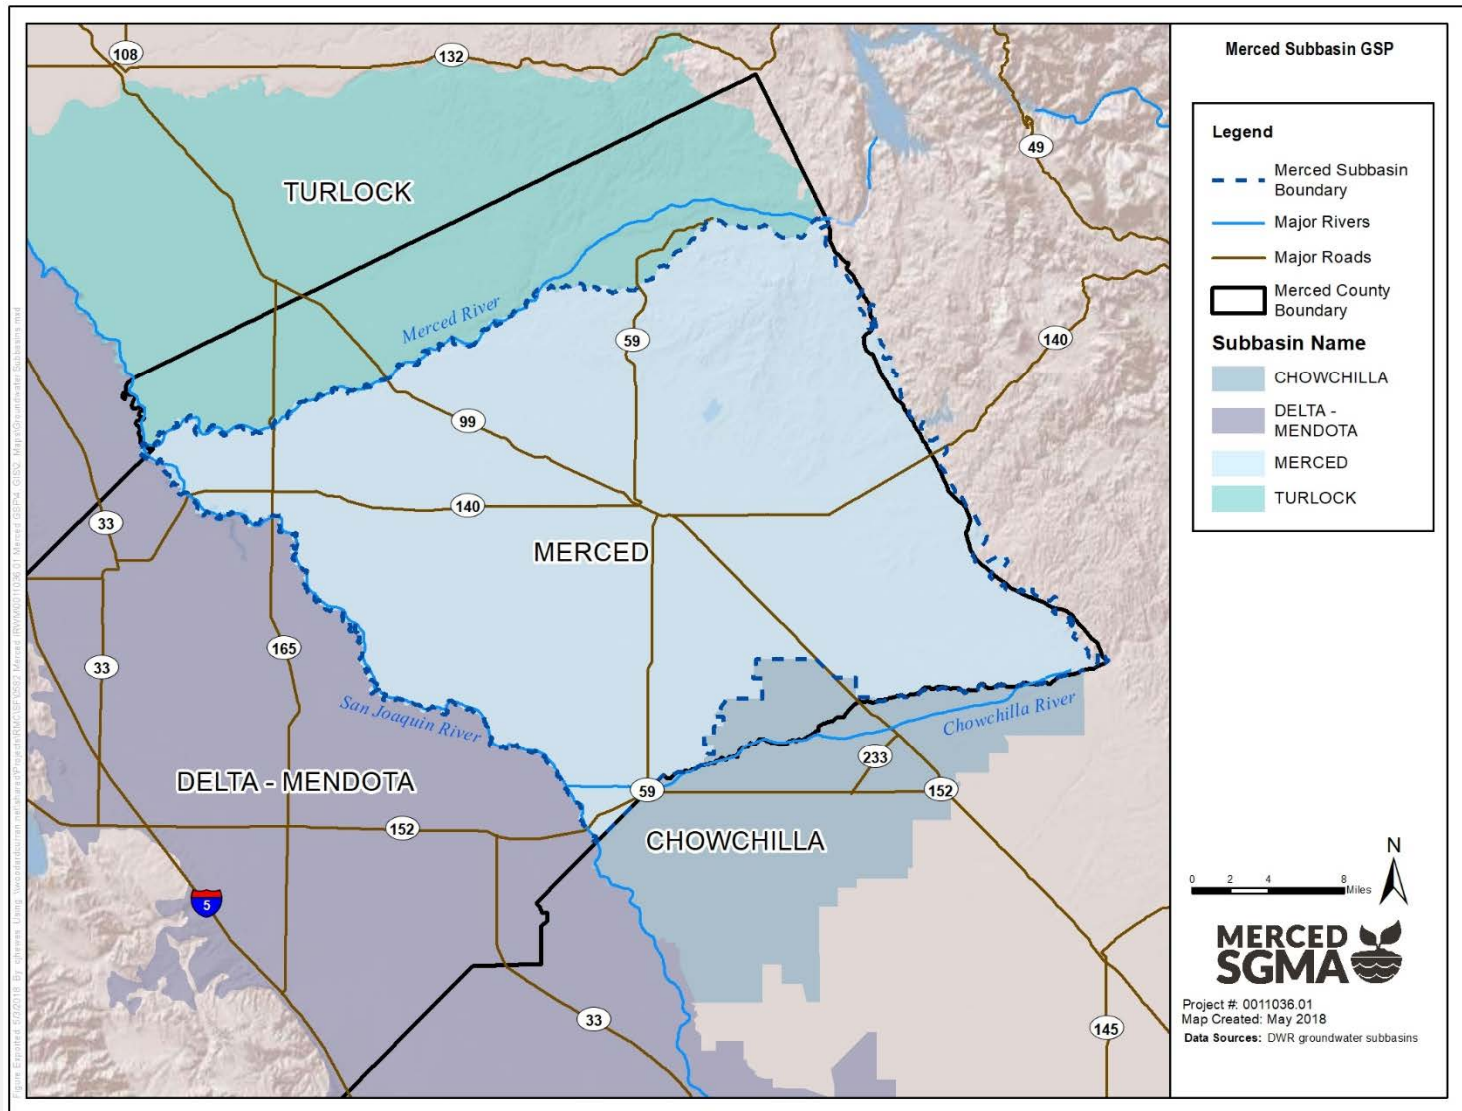 Merced Subbasin GSP
Legend
Merced Subbasin
Boundary
Major Rivers
Major Roads
Merced County
Boundary
Subbasin Name
CHOWCHILLA
DELTA -
MENDOTA
MERCED
TURLOCK
108
132
49
TURLOCK
Merced River
59
140
99
140
33
MERCED
33
165
San Joaquin River
Chowchilla River
233
DELTA - MENDOTA
59
152
152
CHOWCHILLA
5
33
145
N
0 2 4 8
Miles
MERCED
SGMA
Project #: 0011036.01
Map Created: May 2018
Data Sources: DWR groundwater subbasins